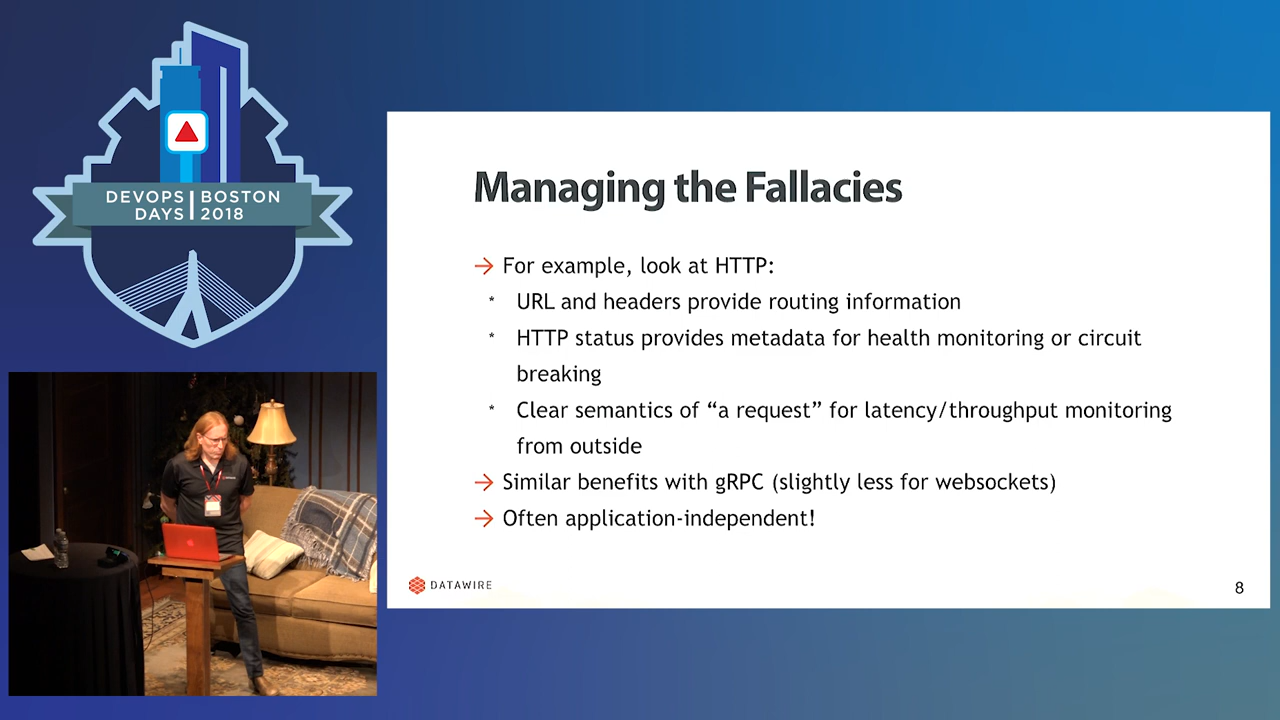 DEVOPS BOSTON
DAYS 2018
Managing the Fallacies
→ For example, look at HTTP:
* URL and headers provide routing information
* HTTP status provides metadata for health monitoring or circuit
breaking
* Clear semantics of “a request” for latency/throughput monitoring
from outside
→ Similar benefits with gRPC (slightly less for websockets)
→ Often application-independent!
DATAWIRE
8